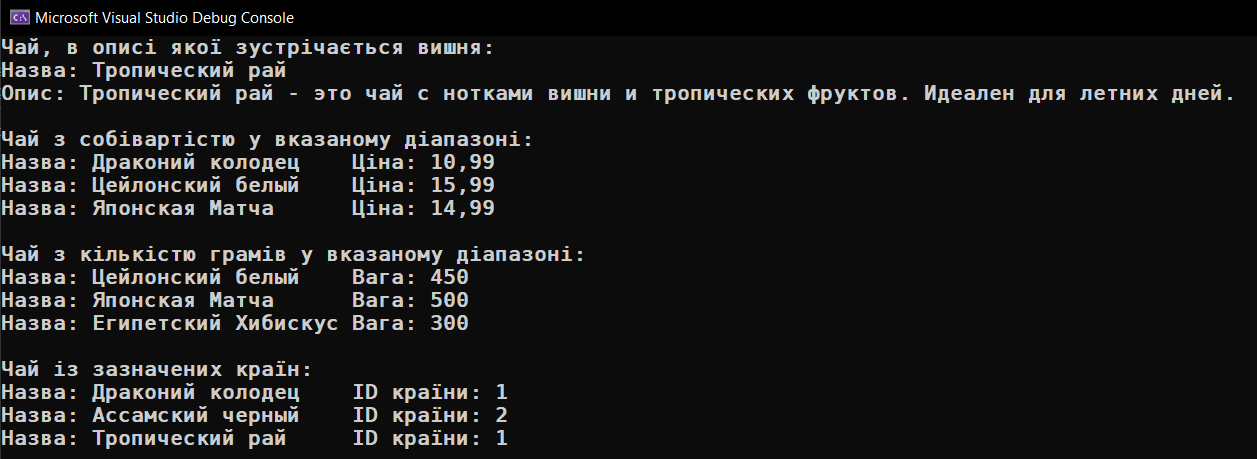 Microsoft Visual Studio Debug Console
Чай, в описі якої зустрічається вишня:
Назва: Тропический рай
Опис: Тропический рай - это чай с нотками вишни и тропических фруктов. Идеален для летних дней.
Чай з собівартістю у вказаному діапазоні:
Назва: Драконий колодец    Ціна: 10,99
Назва: Цейлонский белый    Ціна: 15,99
Назва: Японская Матча      Ціна: 14,99
Чай з кількістю грамів у вказаному діапазоні:
Назва: Цейлонский белый    Вага: 450
Назва: Японская Матча      Вага: 500
Назва: Египетский Хибискус Вага: 300
Чай із зазначених країн:
Назва: Драконий колодец    ID країни: 1
Назва: Ассамский черный    ID країни: 2
Назва: Тропический рай     ID країни: 1